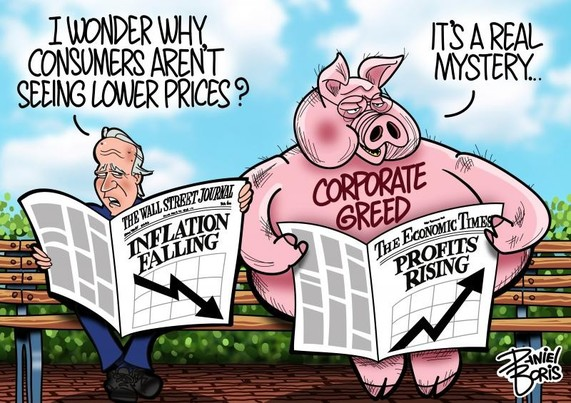 I WONDER WHY
CONSUMERS AREN'T
SEEING LOWER PRICES?
IT'S A REAL
MYSTERY...
THE WALL STREET JOURNAL
INFLATION
FALLING
CORPORATE
GREED
THE ECONOMIC TIMES
PROFITS
RISING
DANIEL
BORIS